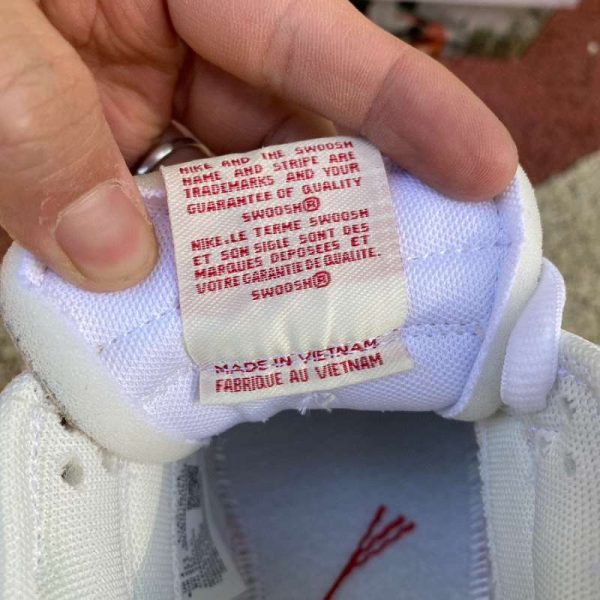 NIKE AND THE SWOOSH
NAME AND STRIPE ARE
TRADEMARKS AND YOUR
GUARANTEE OF QUALITY
SWOOSH®
NIKE, LE TERME SWOOSH
ET SON SIGLE SONT DES
MARQUES DEPOSEES ET
VOTRE GARANTIE DE QUALITE.
SWOOSH®
MADE IN VIETNAM
FABRIQUE AU VIETNAM